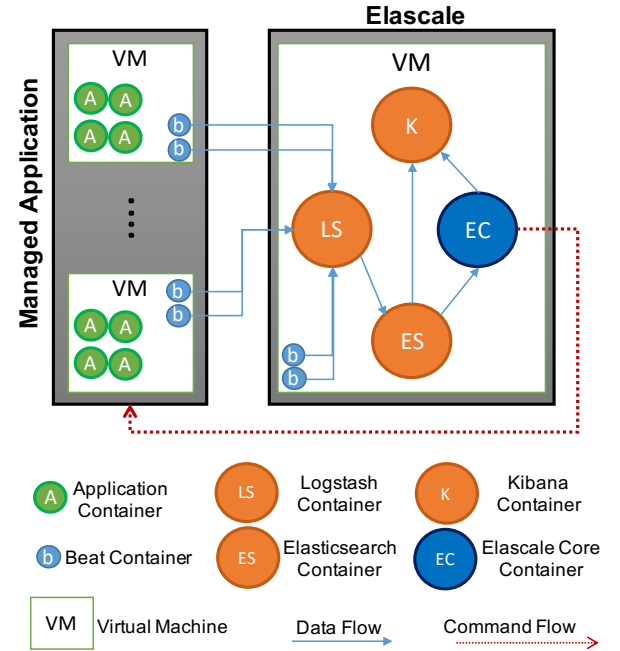 Elascale
Managed Application
VM
A A
A A
b
b
VM
A A
A A
b
b
VM
K
LS
EC
ES
b
b
A Application
Container
LS Logstash
Container
K Kibana
Container
b Beat Container
ES Elasticsearch
Container
EC Elascale Core
Container
VM Virtual Machine
Data Flow
Command Flow